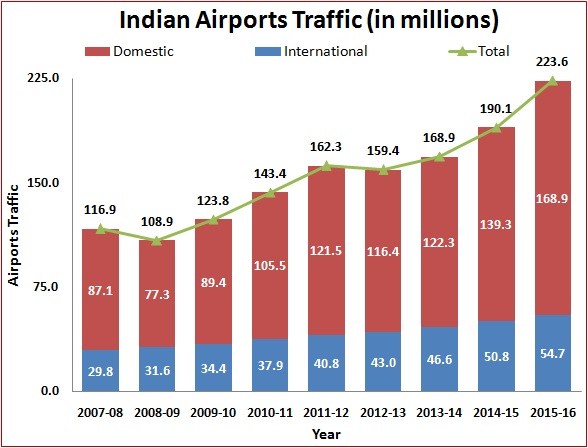 Indian Airports Traffic (in millions)
Domestic International Total
225.0
150.0
75.0
0.0
Airports Traffic
116.9 108.9 123.8 143.4 162.3 159.4 168.9 190.1 223.6
87.1 77.3 89.4 105.5 121.5 116.4 122.3 139.3 168.9
29.8 31.6 34.4 37.9 40.8 43.0 46.6 50.8 54.7
2007-08 2008-09 2009-10 2010-11 2011-12 2012-13 2013-14 2014-15 2015-16
Year